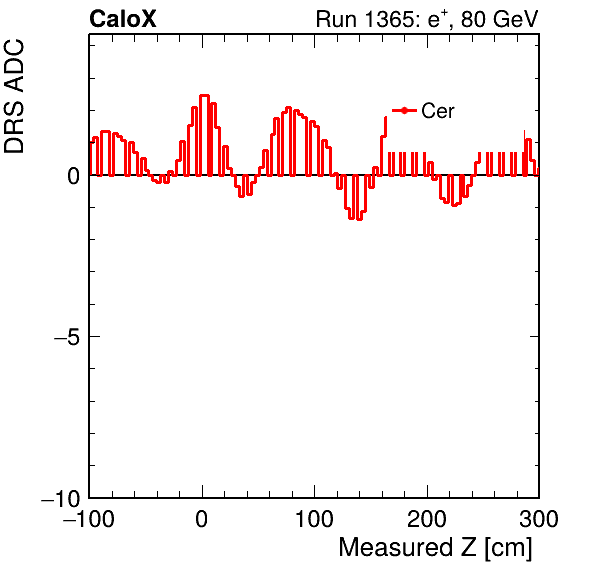 CaloX Run 1365: e+, 80 GeV
DRS ADC
Cer
0
−5
−10
−100 0 100 200 300
Measured Z [cm]